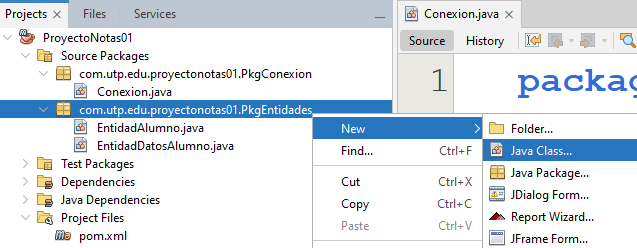 Projects
Files
Services
ProyectoNotas01
Source Packages
com.utp.edu.proyectonotas01.PkgConexion
Conexion.java
com.utp.edu.proyectonotas01.PkgEntidades
EntidadAlumno.java
EntidadDatosAlumno.java
Test Packages
Dependencies
Java Dependencies
Project Files
pom.xml
Conexion.java
Source
History
1
packag
New
Find... Ctrl+F
Cut Ctrl+X
Copy Ctrl+C
Paste Ctrl+V
Folder...
Java Class...
Java Package...
JDialog Form...
Report Wizard...
JFrame Form...